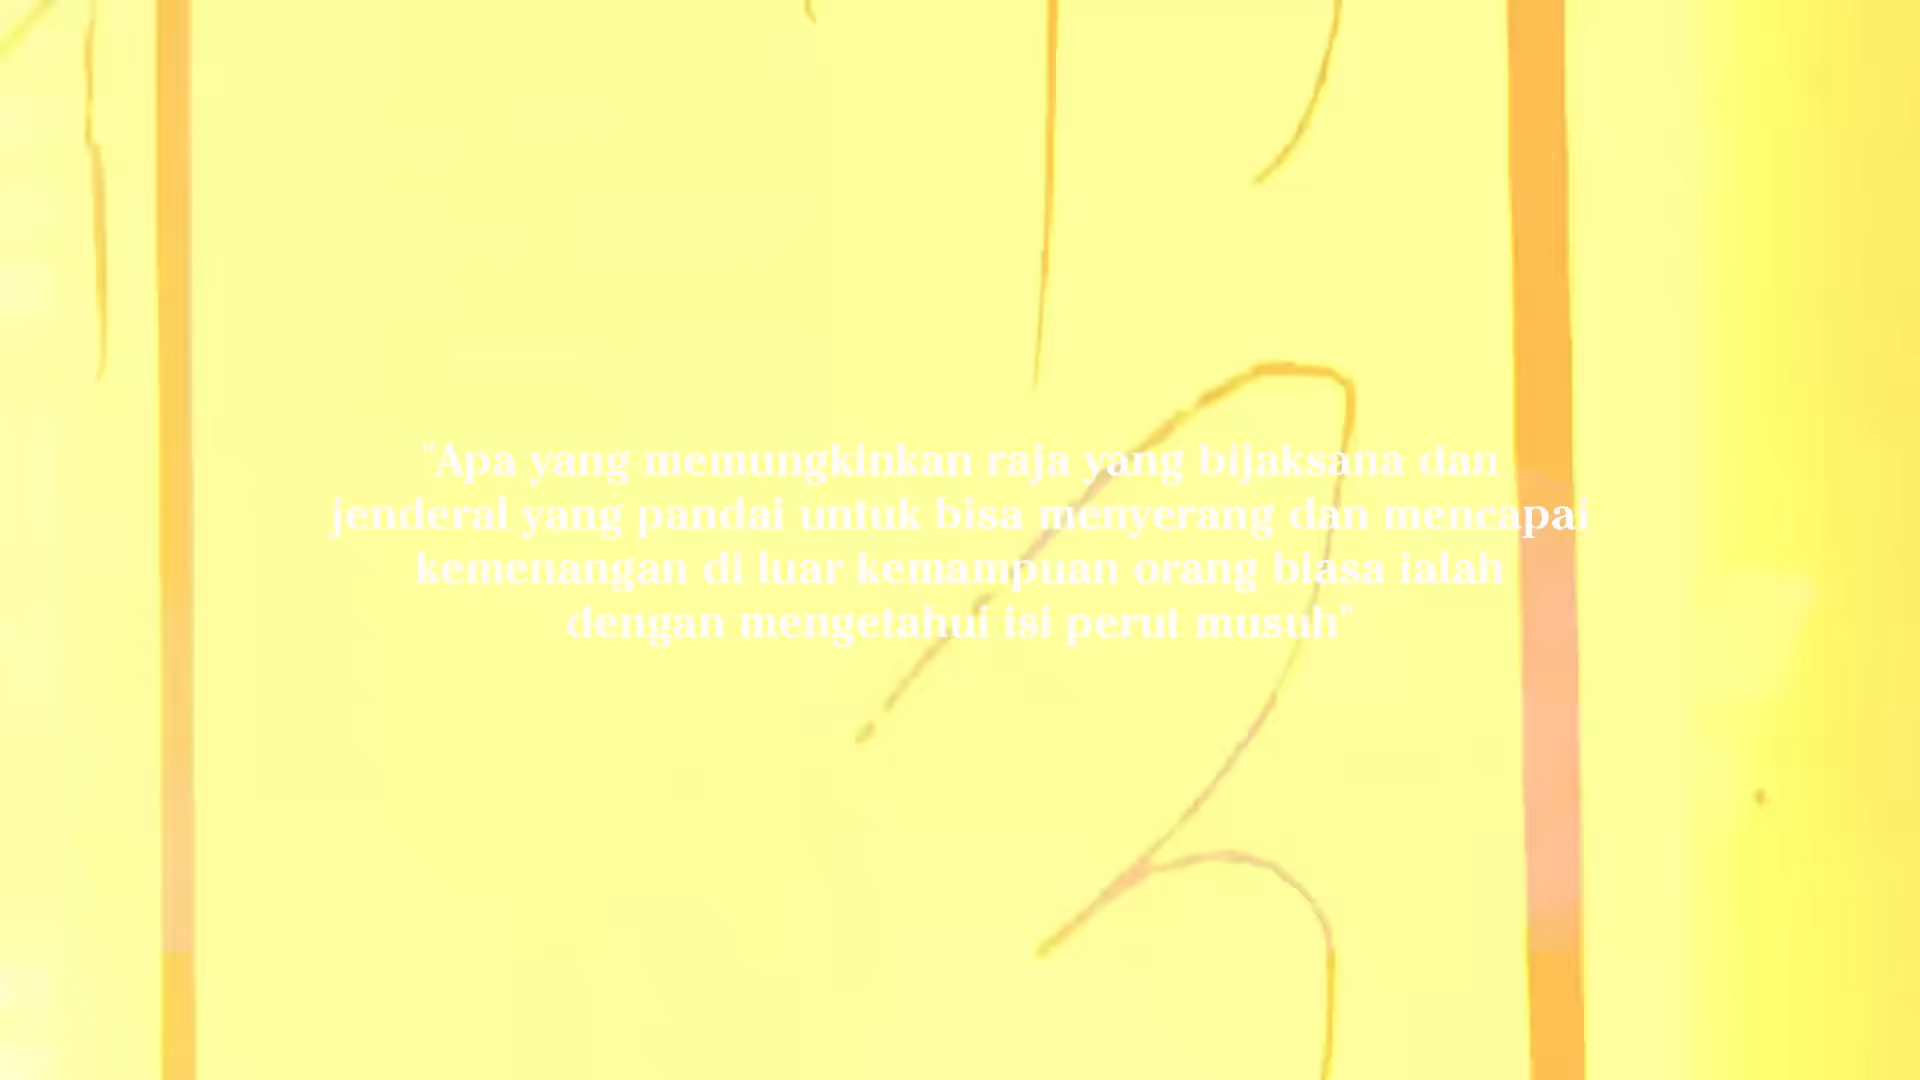 "Apa yang memungkinkan raja yang bijaksana dan
jenderal yang pandai untuk bisa menyerang dan mencapai
kemenangan di luar kemampuan orang biasa ialah
dengan mengetahui isi perut musuh"